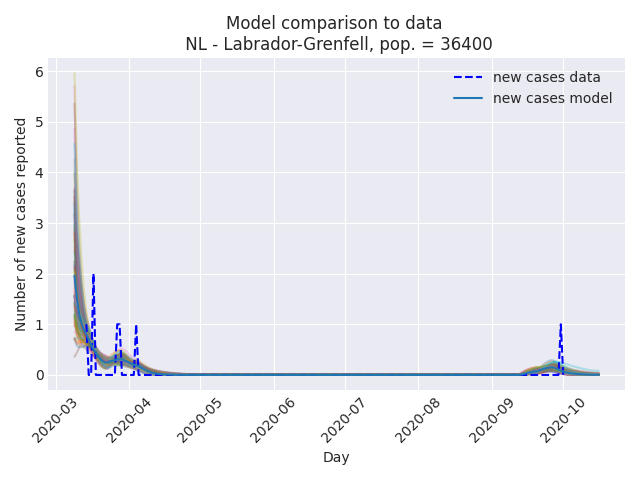 Model comparison to data
NL - Labrador-Grenfell, pop. = 36400
new cases data
new cases model
Number of new cases reported
6
5
4
3
2
1
0
2020-03
2020-04
2020-05
2020-06
2020-07
2020-08
2020-09
2020-10
Day